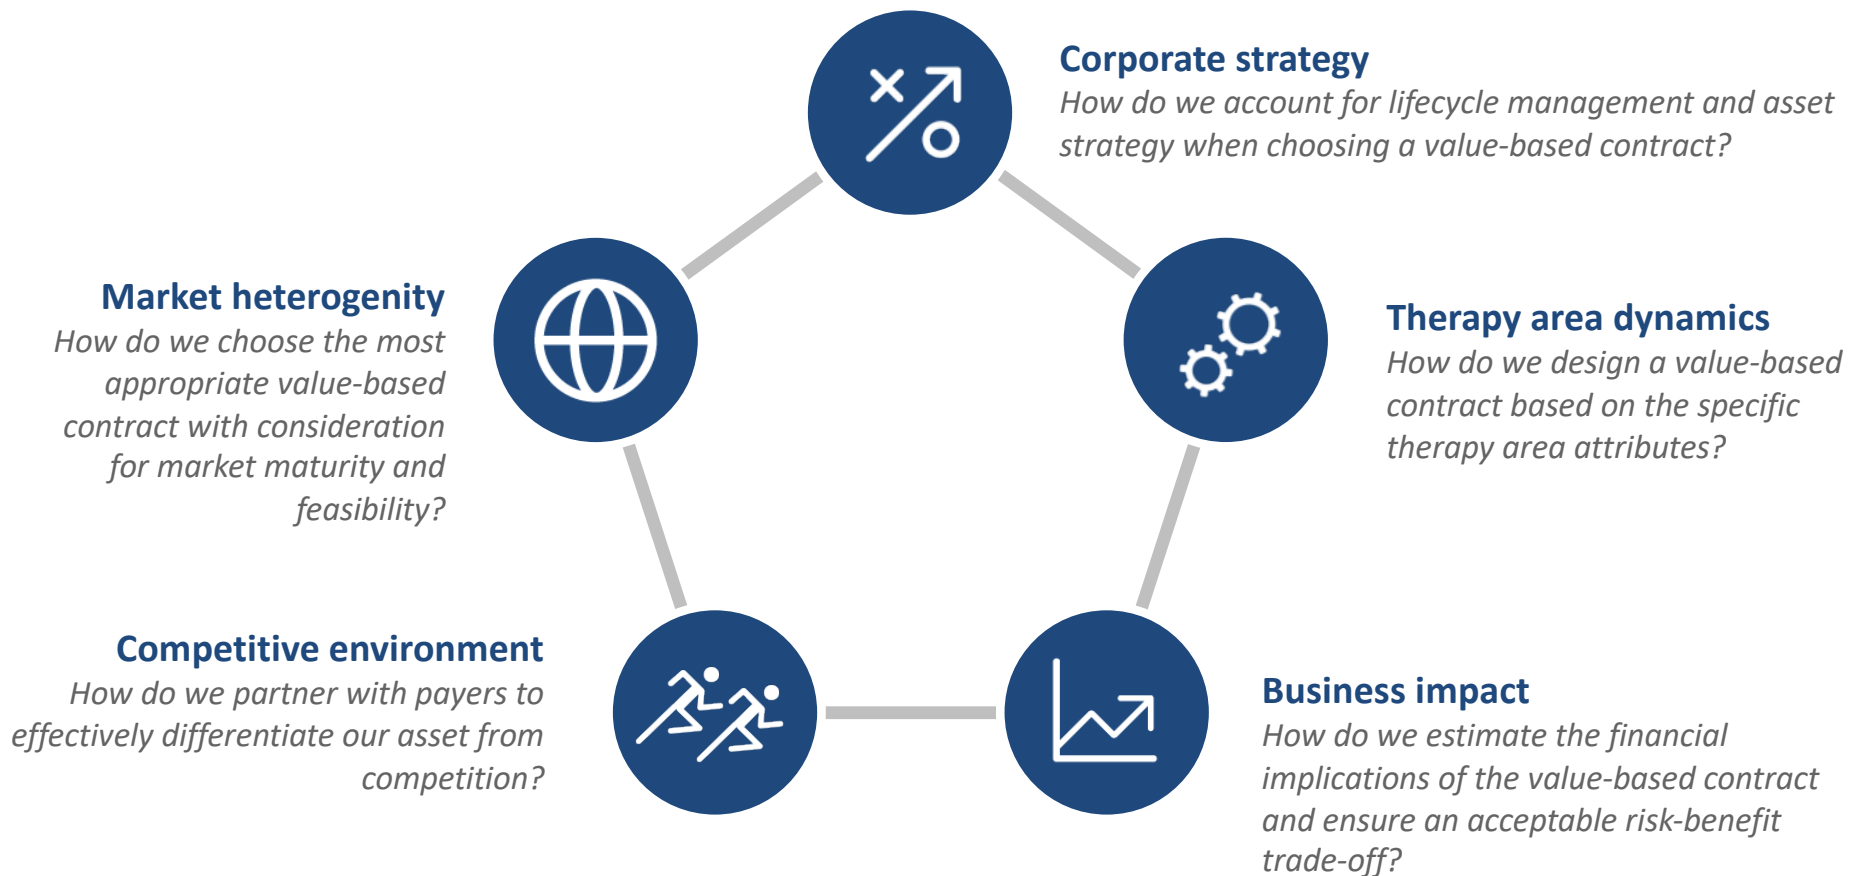 Corporate strategy
How do we account for lifecycle management and asset
strategy when choosing a value-based contract?
Market heterogenity
How do we choose the most
appropriate value-based
contract with consideration
for market maturity and
feasibility?
Therapy area dynamics
How do we design a value-based
contract based on the specific
therapy area attributes?
Competitive environment
How do we partner with payers to
effectively differentiate our asset from
competition?
Business impact
How do we estimate the financial
implications of the value-based contract
and ensure an acceptable risk-benefit
trade-off?